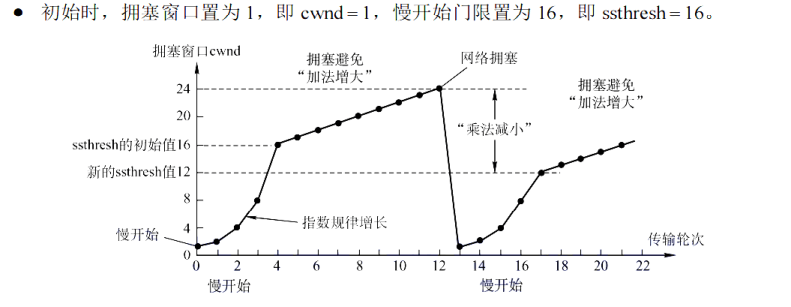 ● 初始时，拥塞窗口置为 1，即 cwnd = 1，慢开始门限置为 16，即 ssthresh = 16。
拥塞窗口cwnd
拥塞避免
“加法增大”
网络拥塞
拥塞避免
“加法增大”
24
20
“乘法减小”
ssthresh的初始值16
新的ssthresh值12
8
指数规律增长
4
慢开始
传输轮次
0
0 2 4 6 8 10 12 14 16 18 20 22
慢开始 慢开始